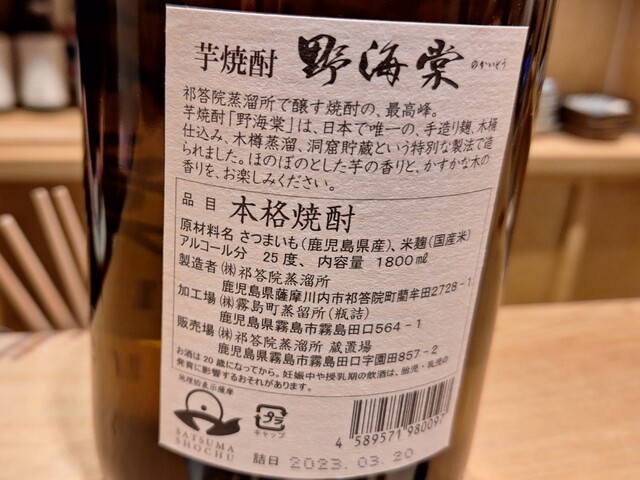 芋焼酎 野海棠 のかいどう
祁答院蒸溜所で醸す焼酎の、最高峰。
芋焼酎「野海棠」は、日本で唯一の、手造り麹、木桶
仕込み、木樽蒸溜、洞窟貯蔵という特別な製法で造
られました。ほのぼのとした芋の香りと、かすかな木の
香りを、お楽しみください。
品目 本格焼酎
原材料名 さつまいも(鹿児島県産)、米麹(国産米)
アルコール分 25度、内容量 1800㎖
製造者 ㈱祁答院蒸溜所
鹿児島県薩摩川内市祁答院町藺牟田2728-1
加工場 ㈱霧島町蒸留所(瓶詰)
鹿児島県霧島市霧島田口564-1
販売場 ㈱祁答院蒸溜所 蔵置場
鹿児島県霧島市霧島田口字園田857-2
お酒は20歳になってから。妊娠中や授乳期の飲酒は、胎児・乳児の
発育に影響するおそれがあります。
地理的表示薩摩
SATSUMA
SHOCHU
プラ
キャップ
4 589571 980097
詰日 2023.03.20